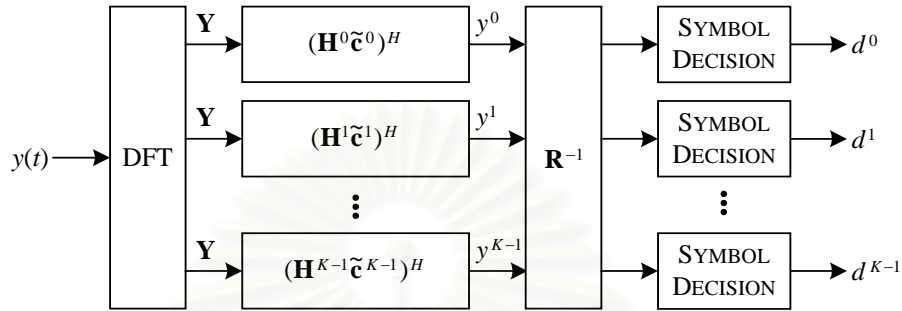 Y
(H⁰c̃⁰)ᴴ
y⁰
SYMBOL
DECISION
d⁰
Y
(H¹c̃¹)ᴴ
y¹
SYMBOL
DECISION
d¹
y(t)
DFT
R⁻¹
Y
(Hᴷ⁻¹c̃ᴷ⁻¹)ᴴ
yᴷ⁻¹
SYMBOL
DECISION
dᴷ⁻¹